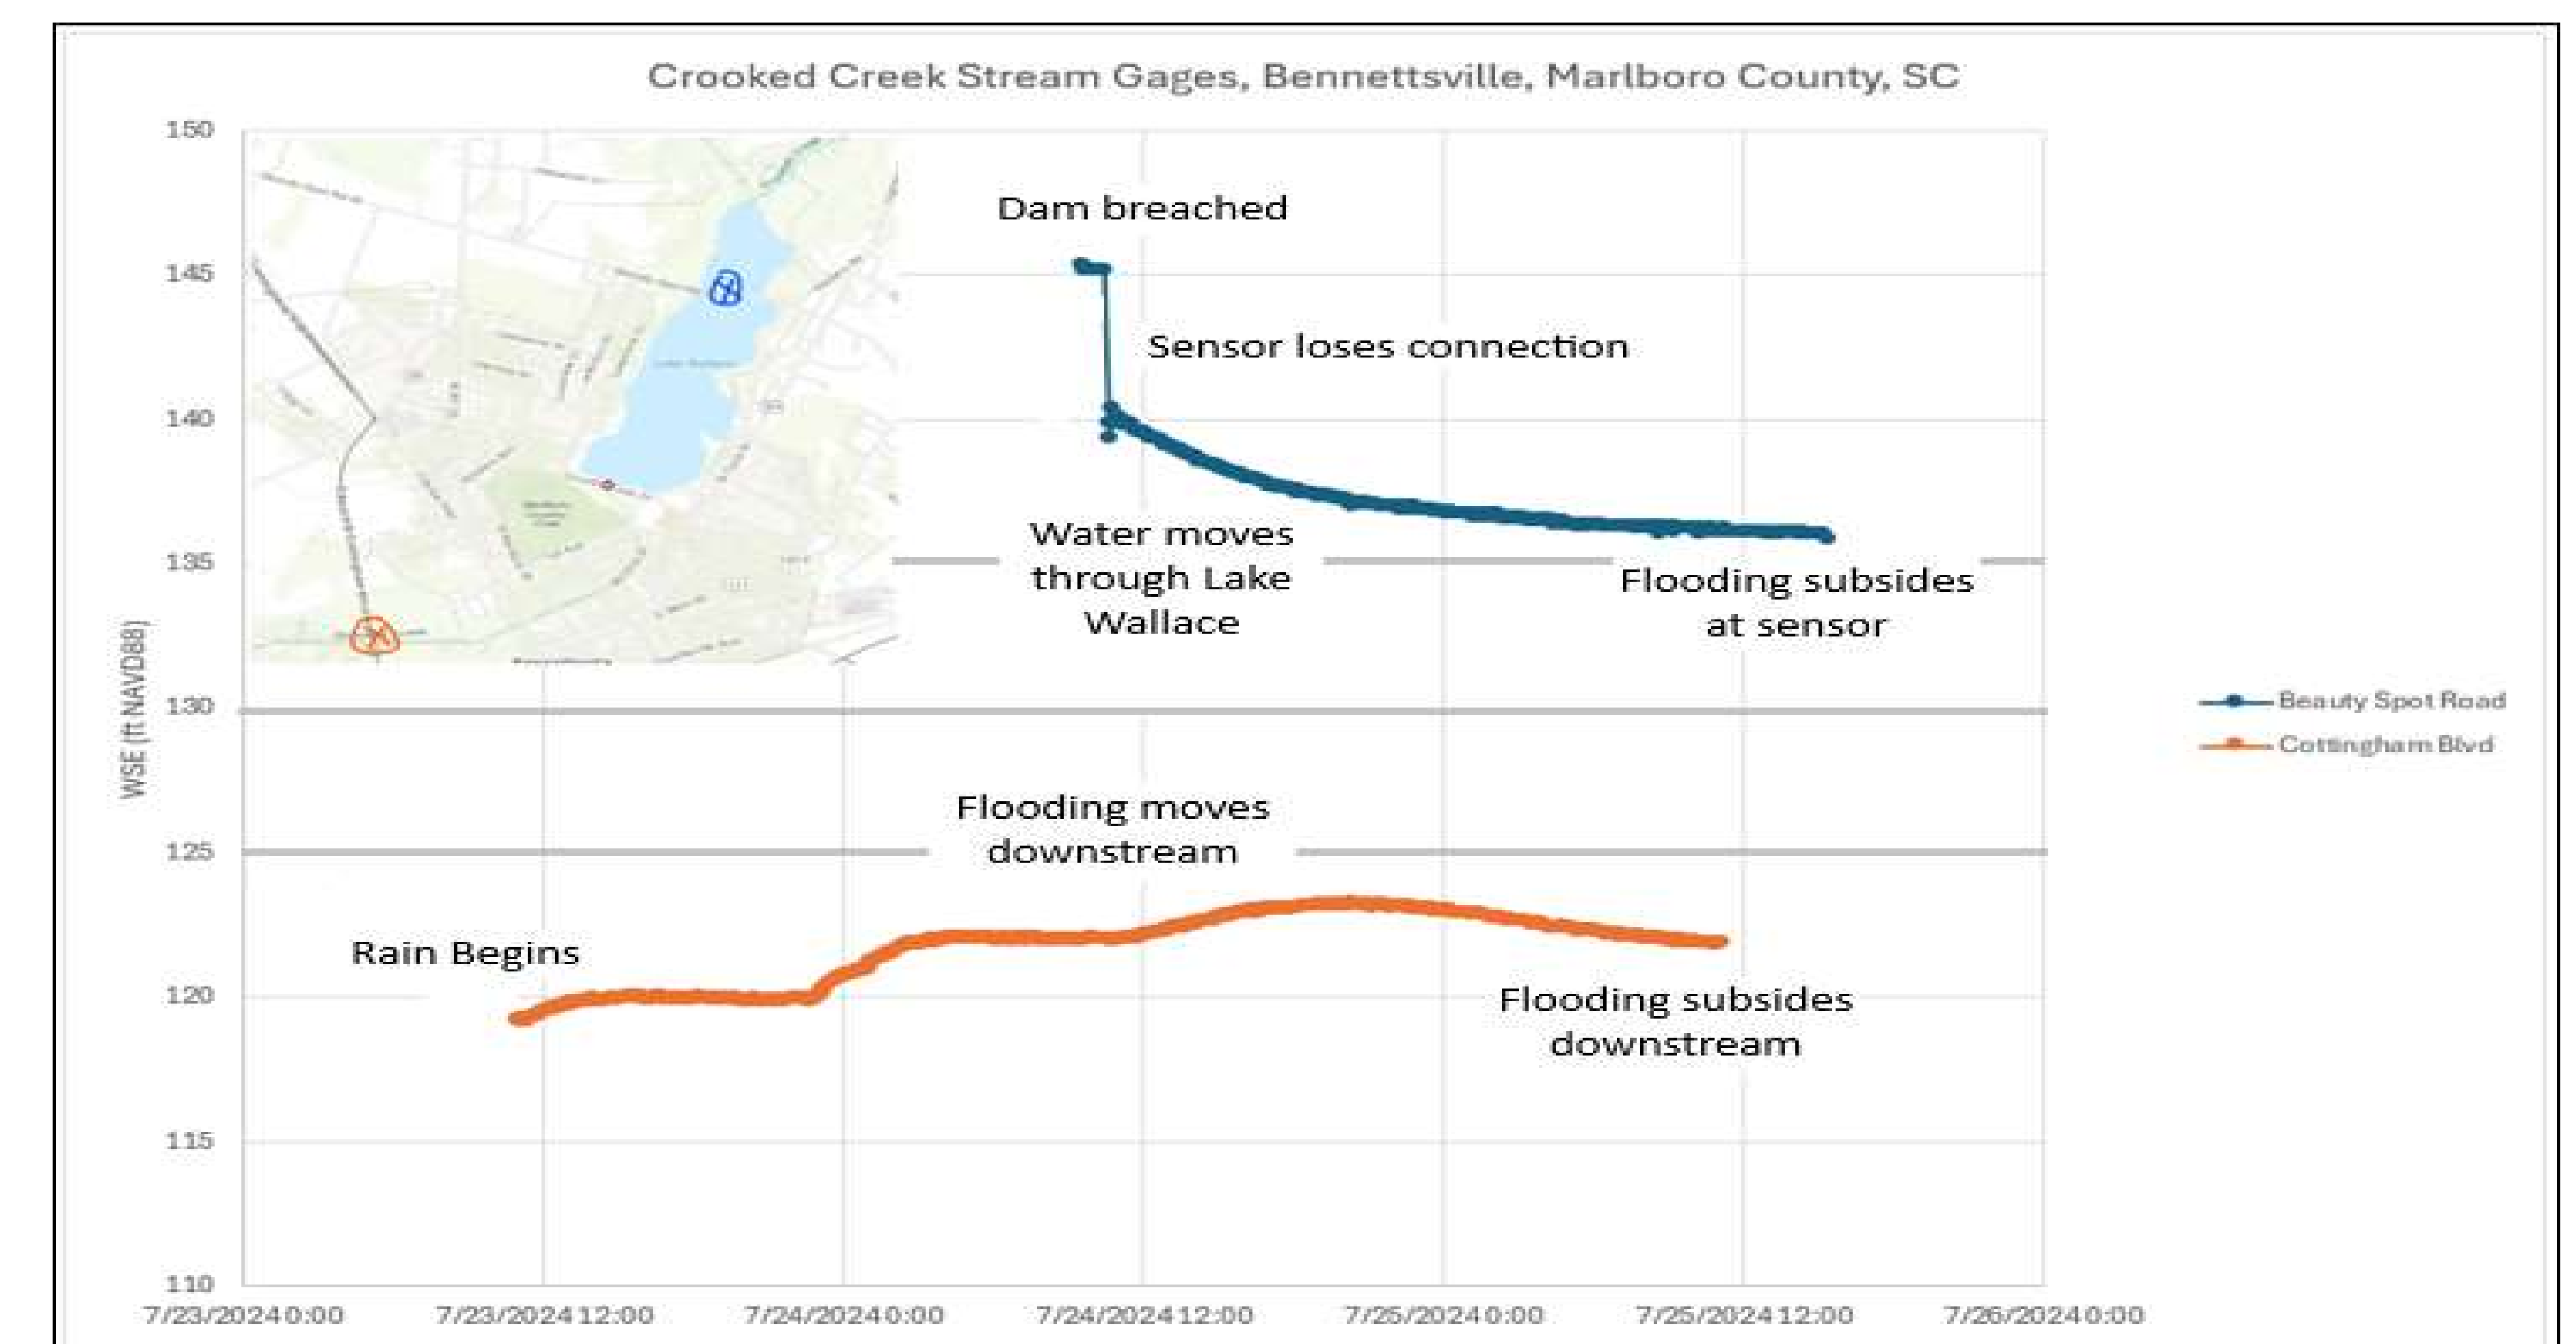 Crooked Creek Stream Gages, Bennettsville, Marlboro County, SC
150
Dam breached
145
Sensor loses connection
140
Water moves
through Lake
Wallace
135
Flooding subsides
at sensor
WSE (ft NAVD88)
130
Beauty Spot Road
Cottingham Blvd
Flooding moves
downstream
125
Rain Begins
120
Flooding subsides
downstream
115
110
7/23/2024 0:00
7/23/2024 12:00
7/24/2024 0:00
7/24/2024 12:00
7/25/2024 0:00
7/25/2024 12:00
7/26/2024 0:00